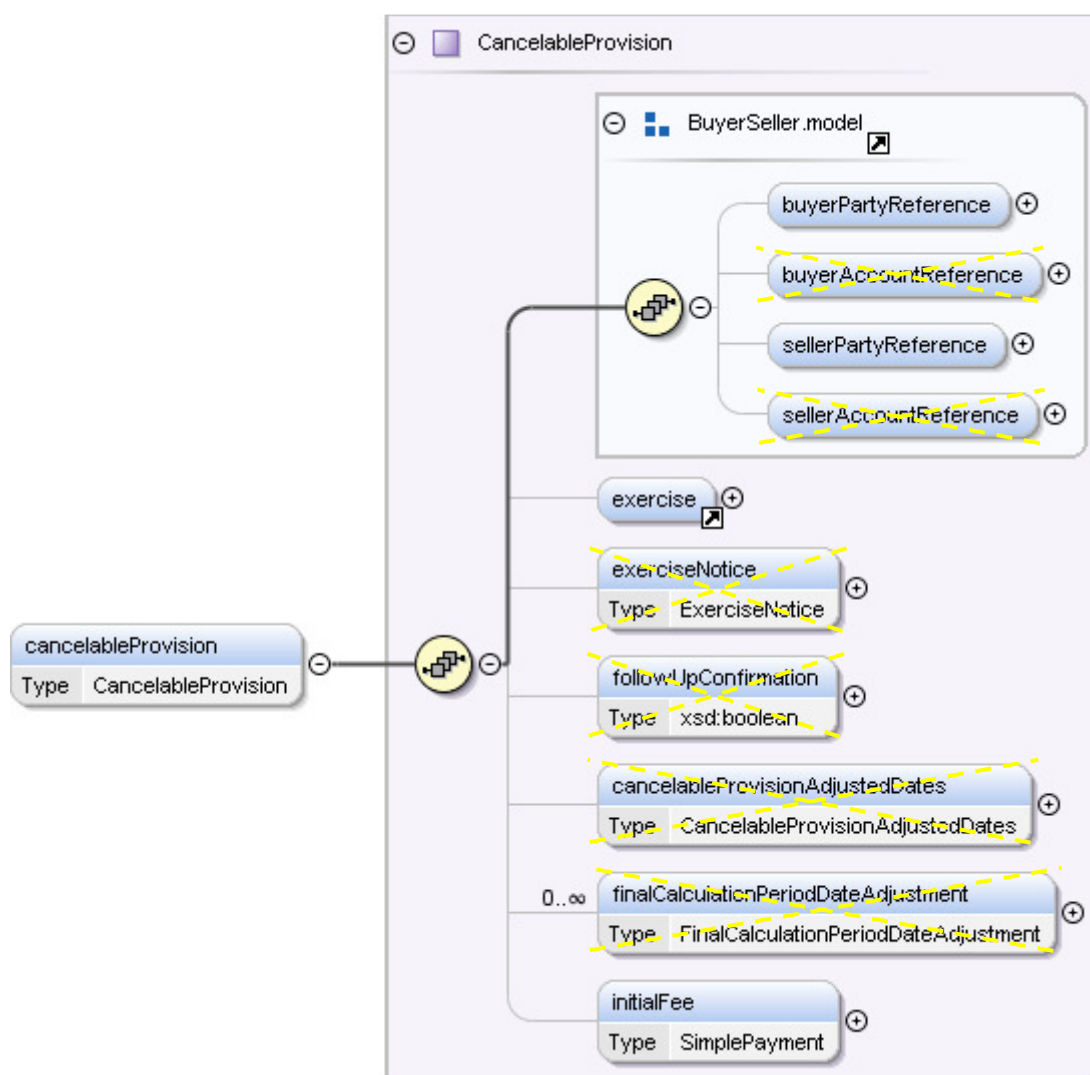 CancelableProvision
BuyerSeller.model
buyerPartyReference
buyerAccountReference
sellerPartyReference
sellerAccountReference
exercise
exerciseNotice
Type ExerciseNotice
cancelableProvision
Type CancelableProvision
followUpConfirmation
Type xsd:boolean
cancelableProvisionAdjustedDates
Type CancelableProvisionAdjustedDates
0..∞ finalCalculationPeriodDateAdjustment
Type FinalCalculationPeriodDateAdjustment
initialFee
Type SimplePayment